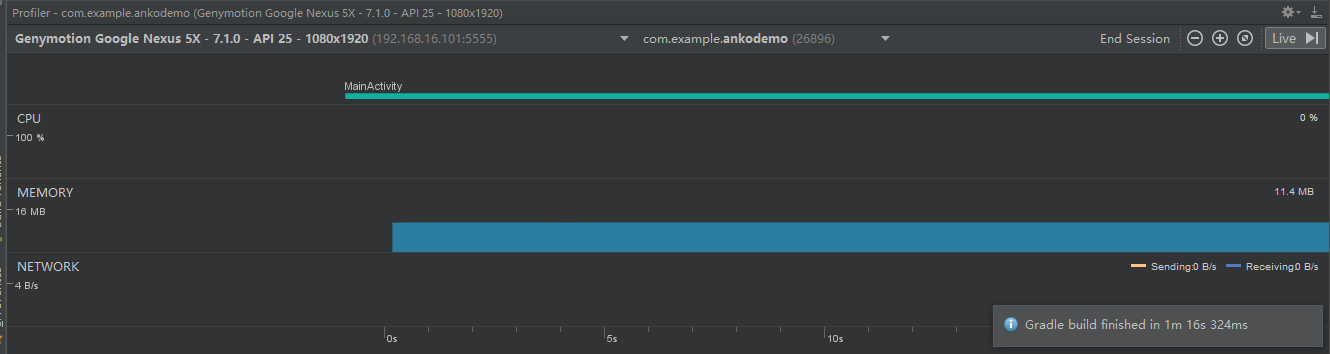 Profiler - com.example.ankodemo (Genymotion Google Nexus 5X - 7.1.0 - API 25 - 1080x1920)
Genymotion Google Nexus 5X - 7.1.0 - API 25 - 1080x1920 (192.168.16.101:5555) com.example.ankodemo (26896) End Session Live
MainActivity
CPU 0 %
100 %
MEMORY 11.4 MB
16 MB
NETWORK Sending:0 B/s Receiving:0 B/s
4 B/s
Gradle build finished in 1m 16s 324ms
0s 5s 10s